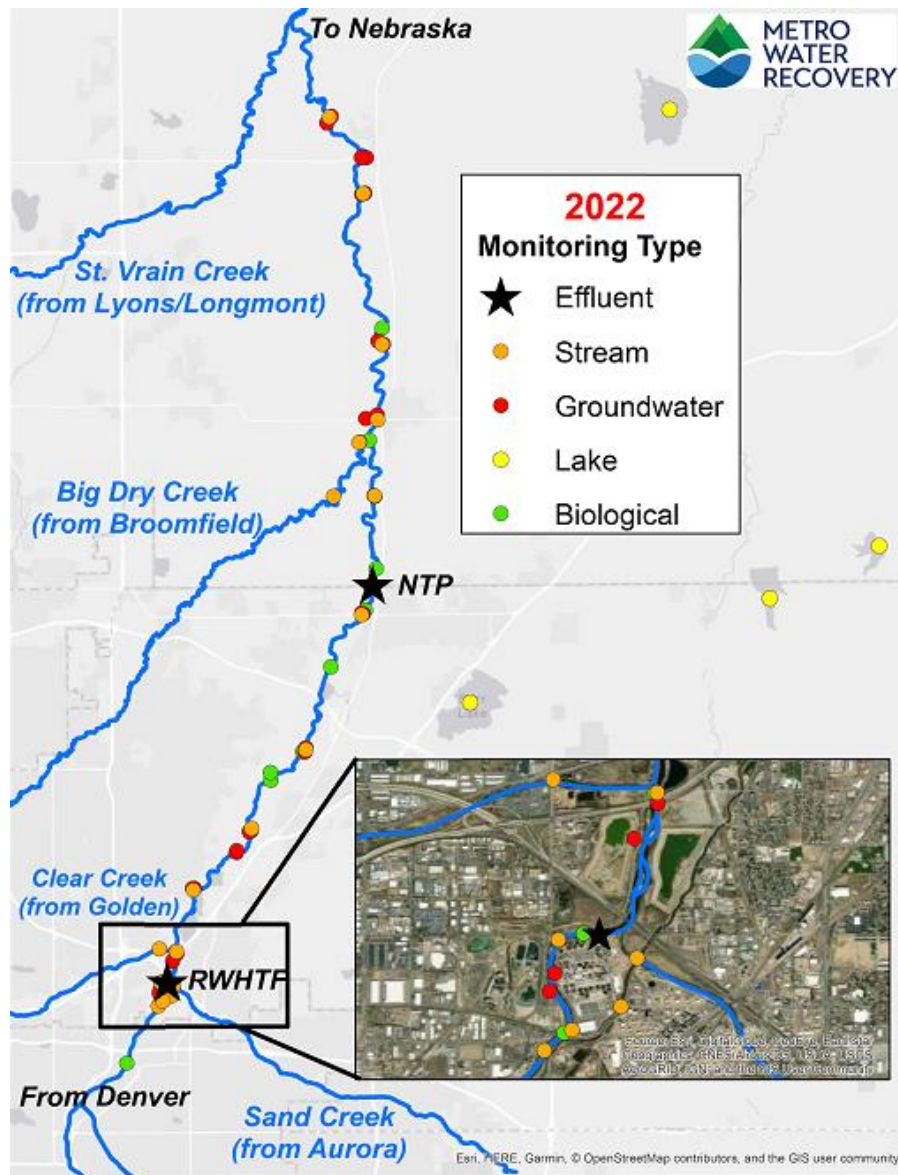 To Nebraska
METRO
WATER
RECOVERY
2022
Monitoring Type
Effluent
Stream
Groundwater
Lake
Biological
St. Vrain Creek
(from Lyons/Longmont)
Big Dry Creek
(from Broomfield)
NTP
Clear Creek
(from Golden)
RWHTF
From Denver
Sand Creek
(from Aurora)
Esri, HERE, Garmin, © OpenStreetMap contributors, and the GIS user community